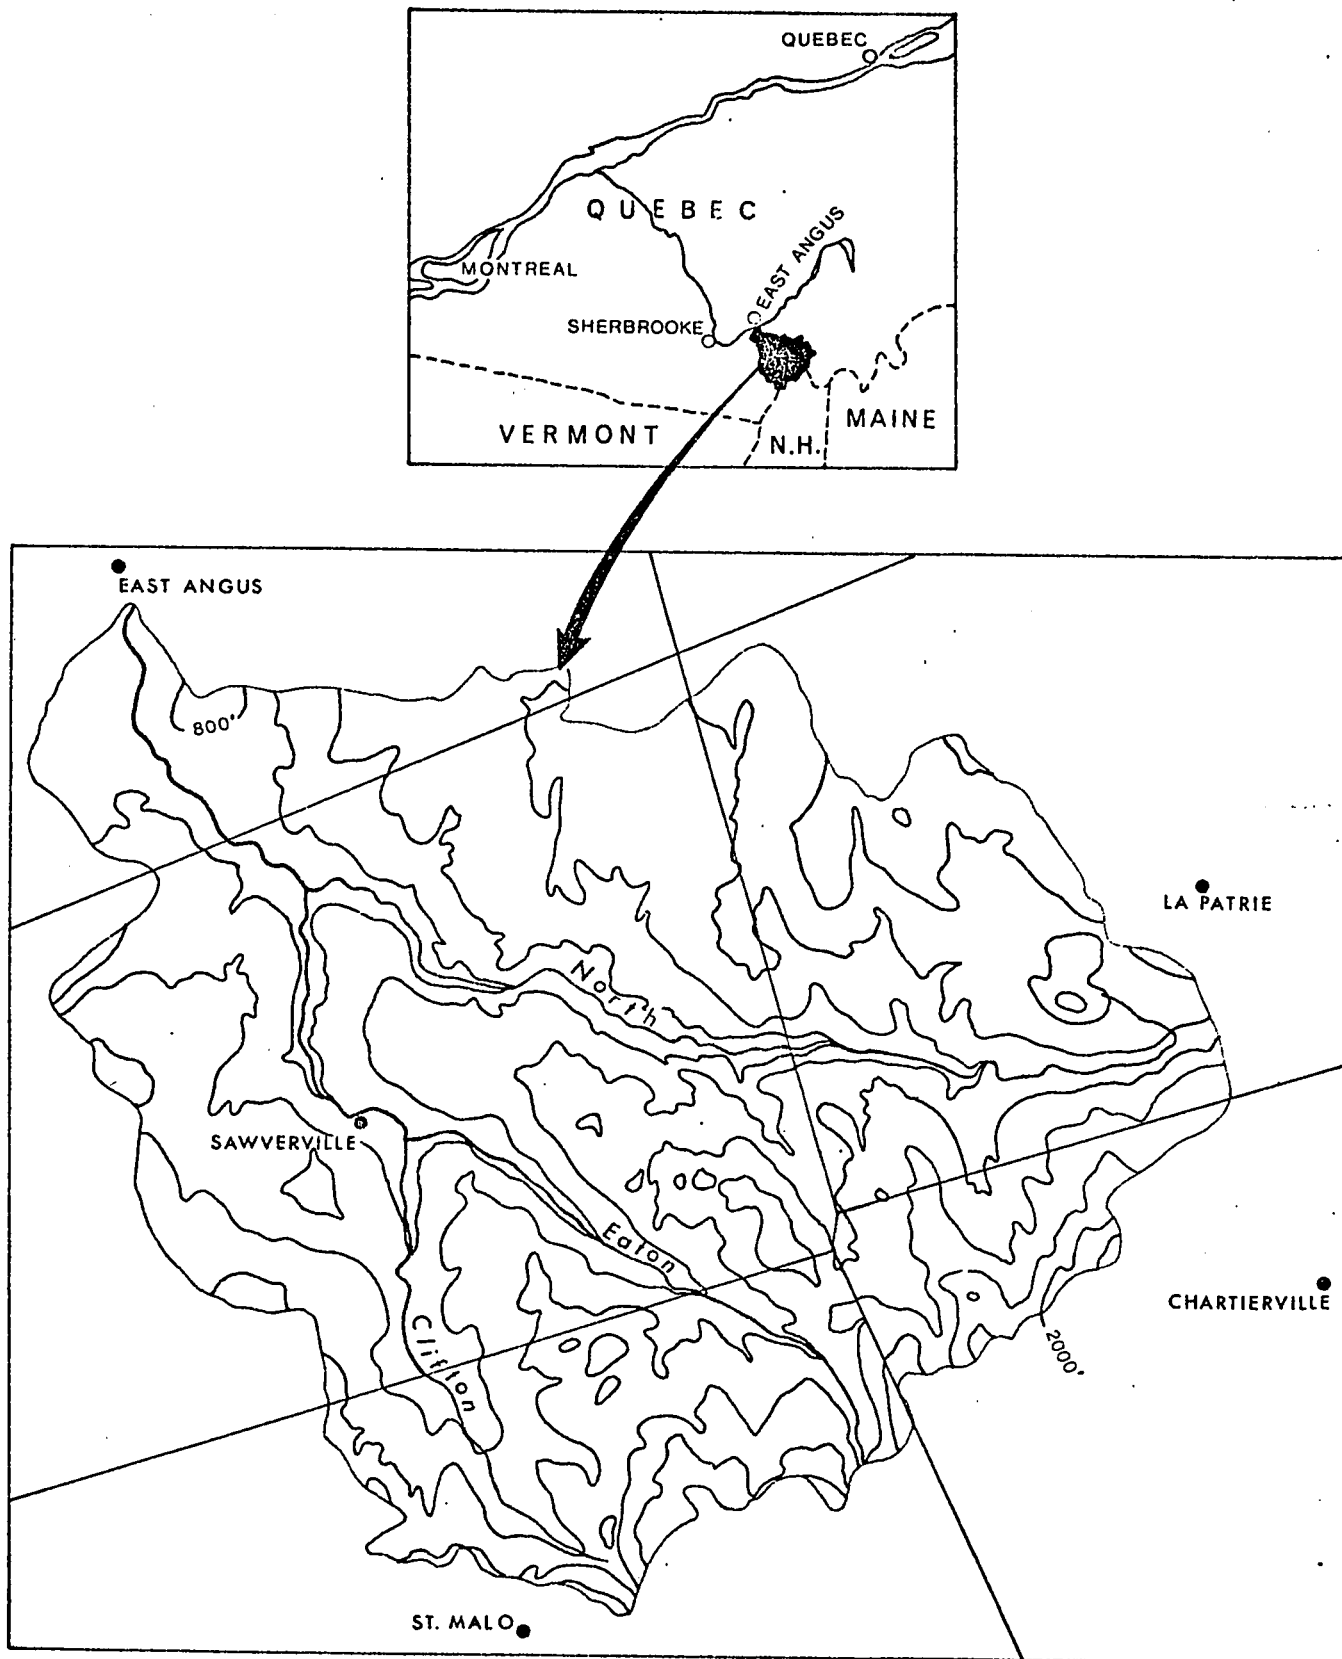 QUEBEC
QUEBEC
EAST ANGUS
MONTREAL
SHERBROOKE
MAINE
VERMONT
N.H.
EAST ANGUS
800'
LA PATRIE
North
SAWVERVILLE
Eaton
CHARTIERVILLE
Clifton
2000'
ST. MALO